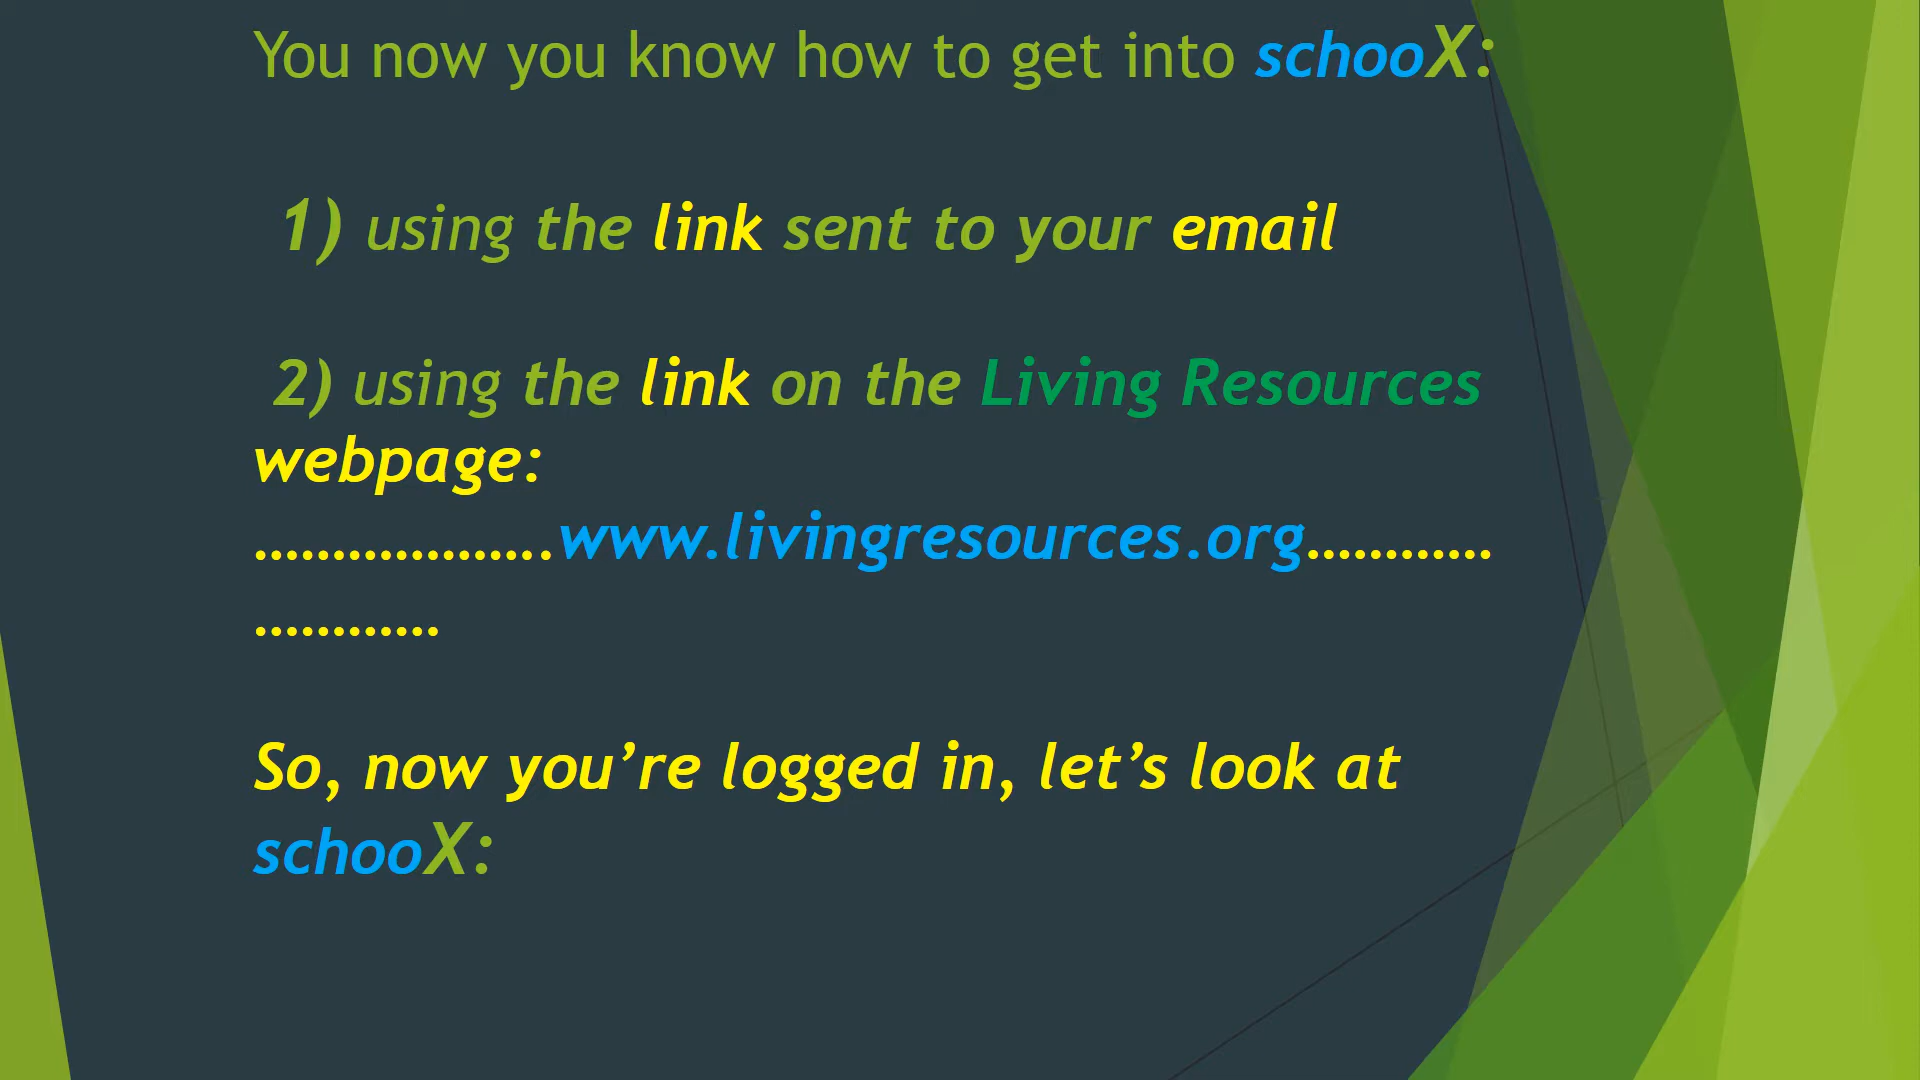 You now you know how to get into schooX:
1) using the link sent to your email
2) using the link on the Living Resources
webpage:
………………..www.livingresources.org…………
…………
So, now you’re logged in, let’s look at
schooX: